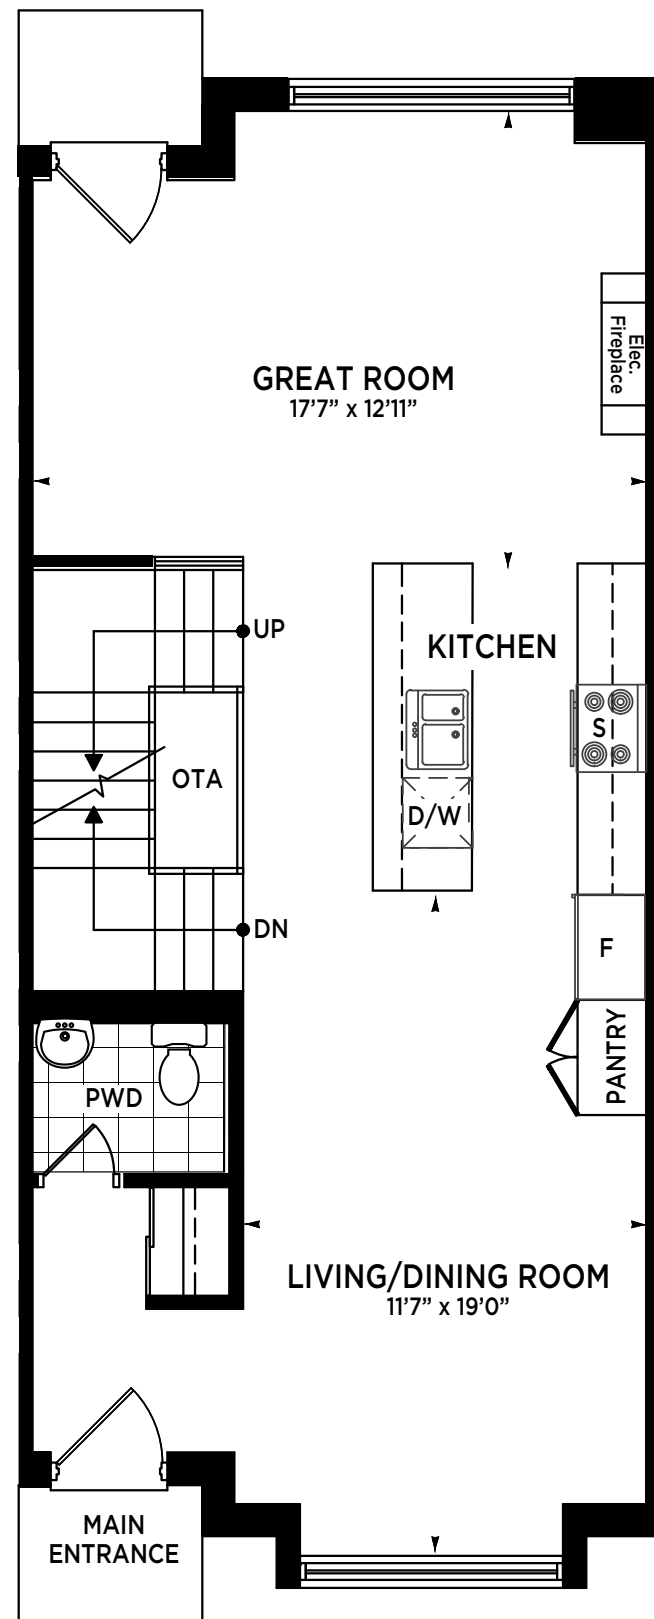 Elec.
Fireplace
GREAT ROOM
17’7” x 12’11”
UP
KITCHEN
S
OTA
D/W
DN
F
PANTRY
PWD
LIVING/DINING ROOM
11’7” x 19’0”
MAIN
ENTRANCE